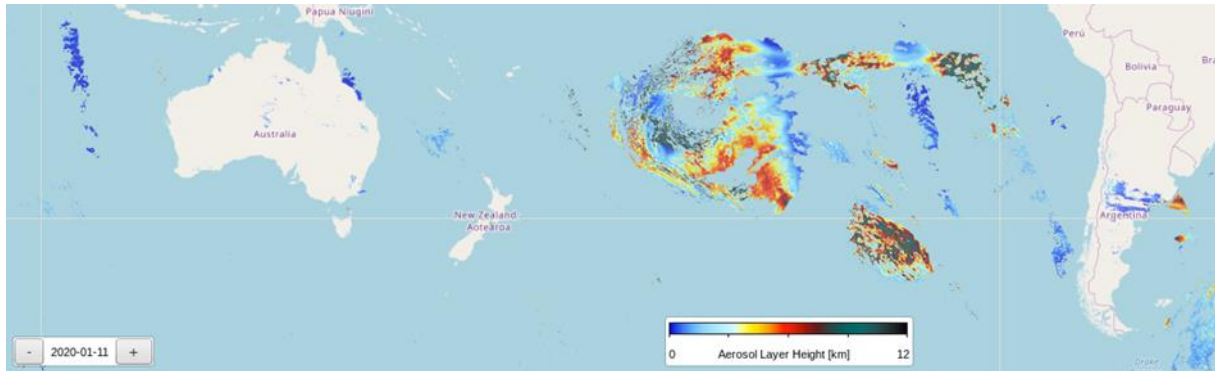 Papua Niugini
Perú
Bolivia
Bra
Paraguay
Australia
New Zealand -
Aotearoa
Argentina
0 Aerosol Layer Height [km] 12
- 2020-01-11 +
Drake